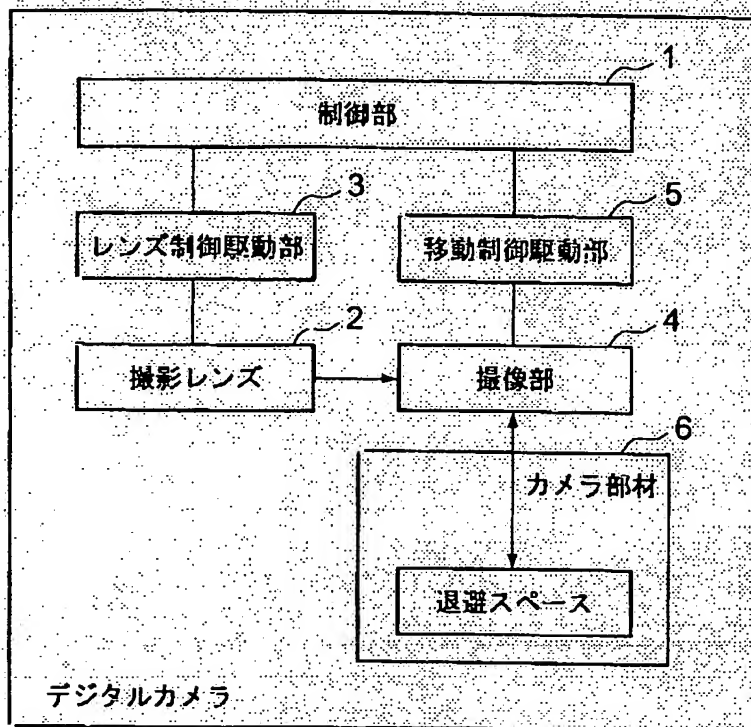 1
制御部
3
5
レンズ制御駆動部
移動制御駆動部
2
4
撮影レンズ
撮像部
6
カメラ部材
退避スペース
デジタルカメラ